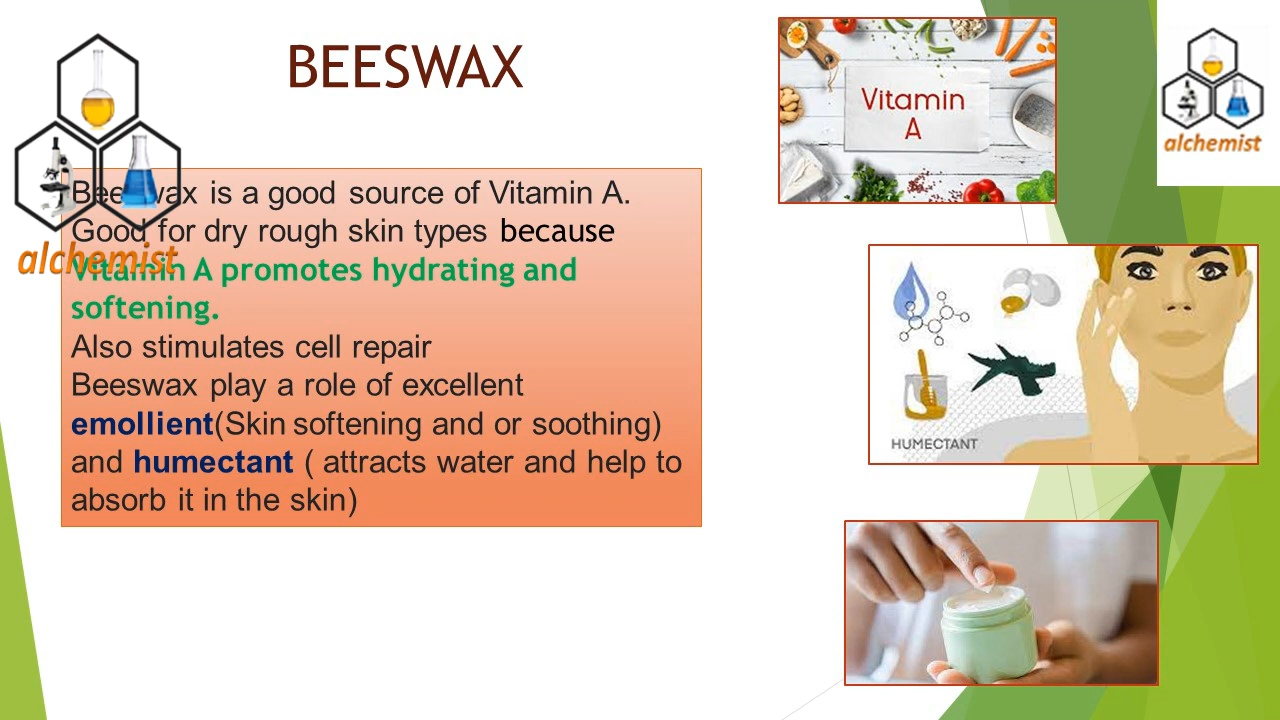 BEESWAX
Beeswax is a good source of Vitamin A.
Good for dry rough skin types because
Vitamin A promotes hydrating and
softening.
Also stimulates cell repair
Beeswax play a role of excellent
emollient(Skin softening and or soothing)
and humectant ( attracts water and help to
absorb it in the skin)
alchemist
Vitamin
A
alchemist
HUMECTANT